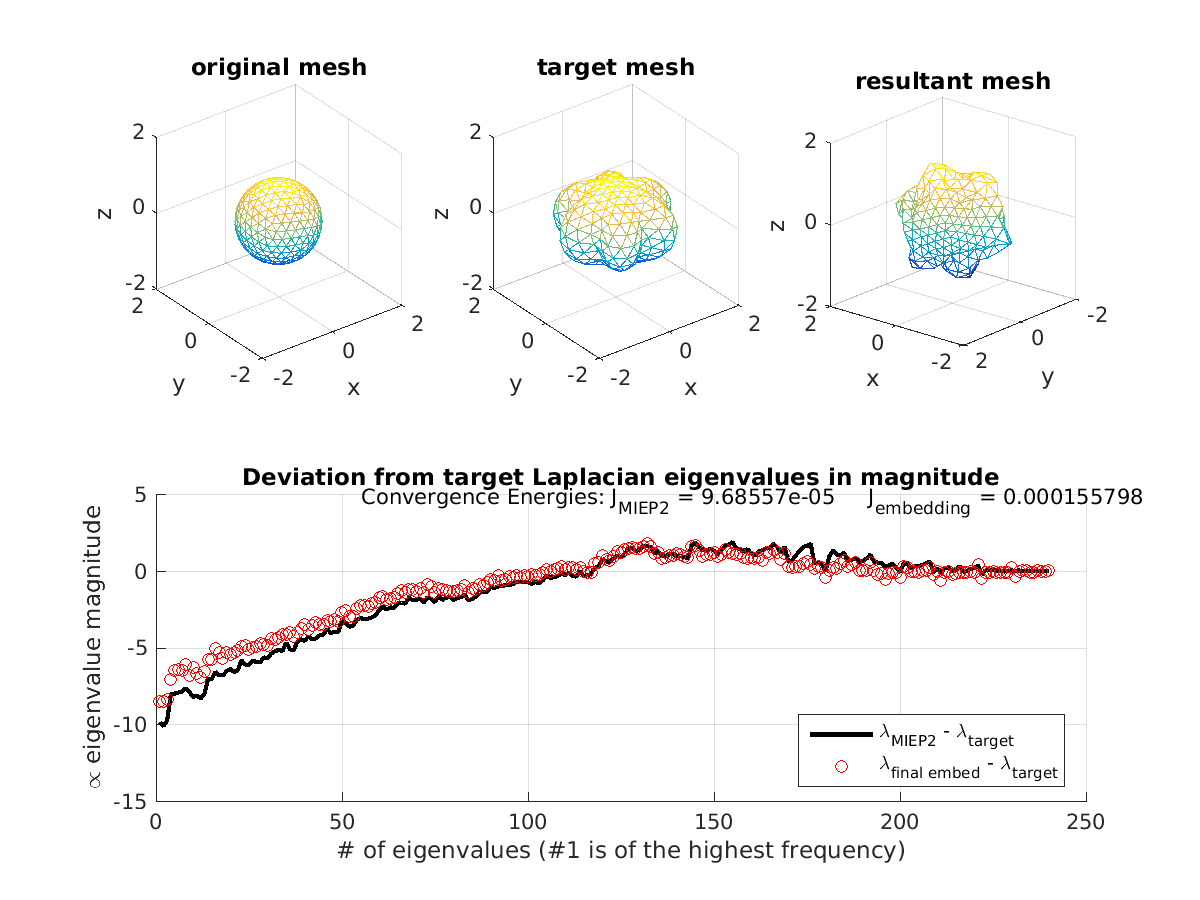 original mesh
target mesh
resultant mesh
2
0
-2
z
2
0
-2
y
-2
0
2
x
2
0
-2
z
2
0
-2
y
-2
0
2
x
2
0
-2
z
2
0
-2
x
2
0
-2
y
Deviation from target Laplacian eigenvalues in magnitude
Convergence Energies: J_MIEP2 = 9.68557e-05 J_embedding = 0.000155798
5
0
-5
-10
-15
∝ eigenvalue magnitude
λ_MIEP2 - λ_target
λ_final embed - λ_target
0 50 100 150 200 250
# of eigenvalues (#1 is of the highest frequency)